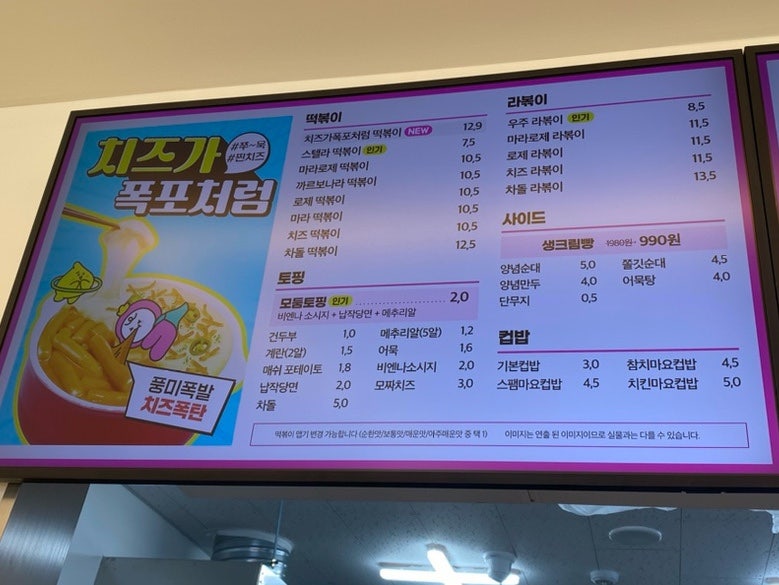 치즈가
폭포처럼
#쭈~욱
#찐치즈
풍미폭발
치즈폭탄
떡볶이
치즈가폭포처럼 떡볶이 NEW 12,9
스텔라 떡볶이 인기 7,5
마라로제 떡볶이 10,5
까르보나라 떡볶이 10,5
로제 떡볶이 10,5
마라 떡볶이 10,5
치즈 떡볶이 10,5
차돌 떡볶이 12,5
토핑
모둠토핑 인기 2,0
비엔나 소시지 + 납작당면 + 메추리알
건두부 1,0
계란(2알) 1,5
매쉬 포테이토 1,8
납작당면 2,0
차돌 5,0
메추리알(5알) 1,2
어묵 1,6
비엔나소시지 2,0
모짜치즈 3,0
라볶이
우주 라볶이 인기 8,5
마라로제 라볶이 11,5
로제 라볶이 11,5
치즈 라볶이 11,5
차돌 라볶이 13,5
사이드
생크림빵 1980원 990원
양념순대 5,0
양념만두 4,0
단무지 0,5
쫄깃순대 4,5
어묵탕 4,0
컵밥
기본컵밥 3,0
스팸마요컵밥 4,5
참치마요컵밥 4,5
치킨마요컵밥 5,0
떡볶이 맵기 변경 가능합니다 (순한맛/보통맛/매운맛/아주매운맛 중 택 1) 이미지는 연출 된 이미지이므로 실물과는 다를 수 있습니다.